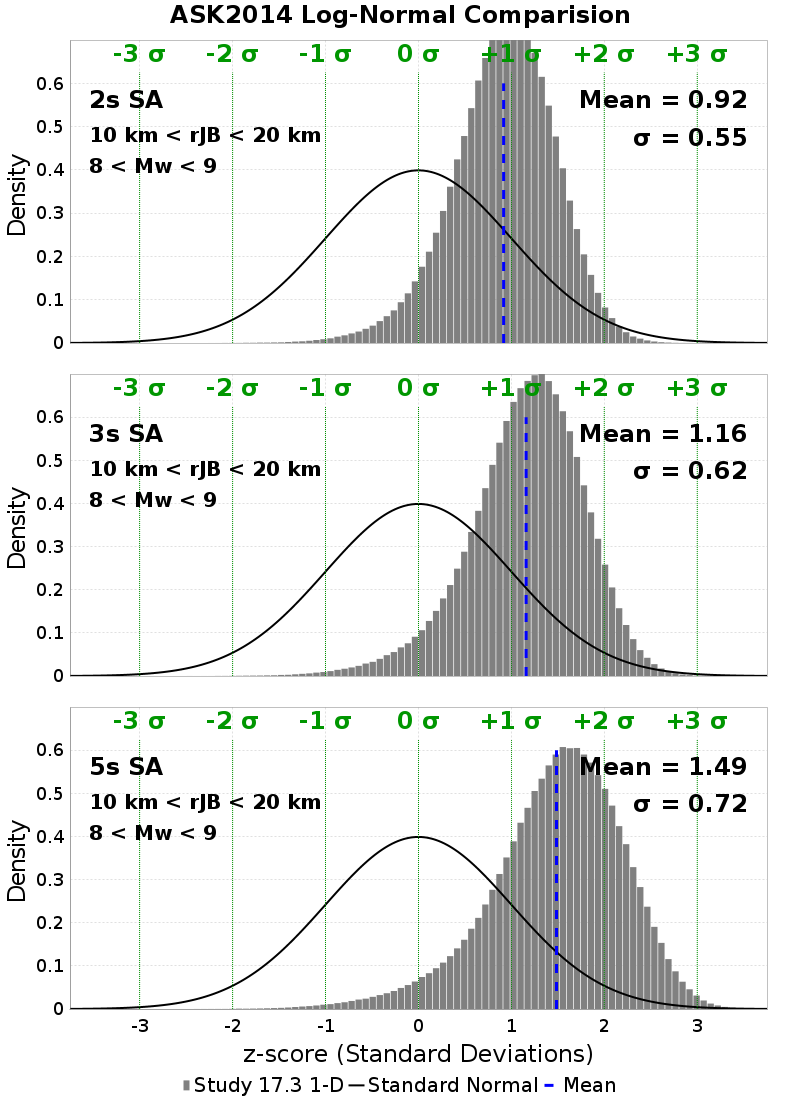 ASK2014 Log-Normal Comparision
-3 σ -2 σ -1 σ 0 σ +1 σ +2 σ +3 σ
2s SA
Mean = 0.92
10 km < rJB < 20 km
σ = 0.55
8 < Mw < 9
Density
0.6
0.5
0.4
0.3
0.2
0.1
0
-3 σ -2 σ -1 σ 0 σ +1 σ +2 σ +3 σ
3s SA
Mean = 1.16
10 km < rJB < 20 km
σ = 0.62
8 < Mw < 9
Density
0.6
0.5
0.4
0.3
0.2
0.1
0
-3 σ -2 σ -1 σ 0 σ +1 σ +2 σ +3 σ
5s SA
Mean = 1.49
10 km < rJB < 20 km
σ = 0.72
8 < Mw < 9
Density
0.6
0.5
0.4
0.3
0.2
0.1
0
-3 -2 -1 0 1 2 3
z-score (Standard Deviations)
Study 17.3 1-D Standard Normal Mean